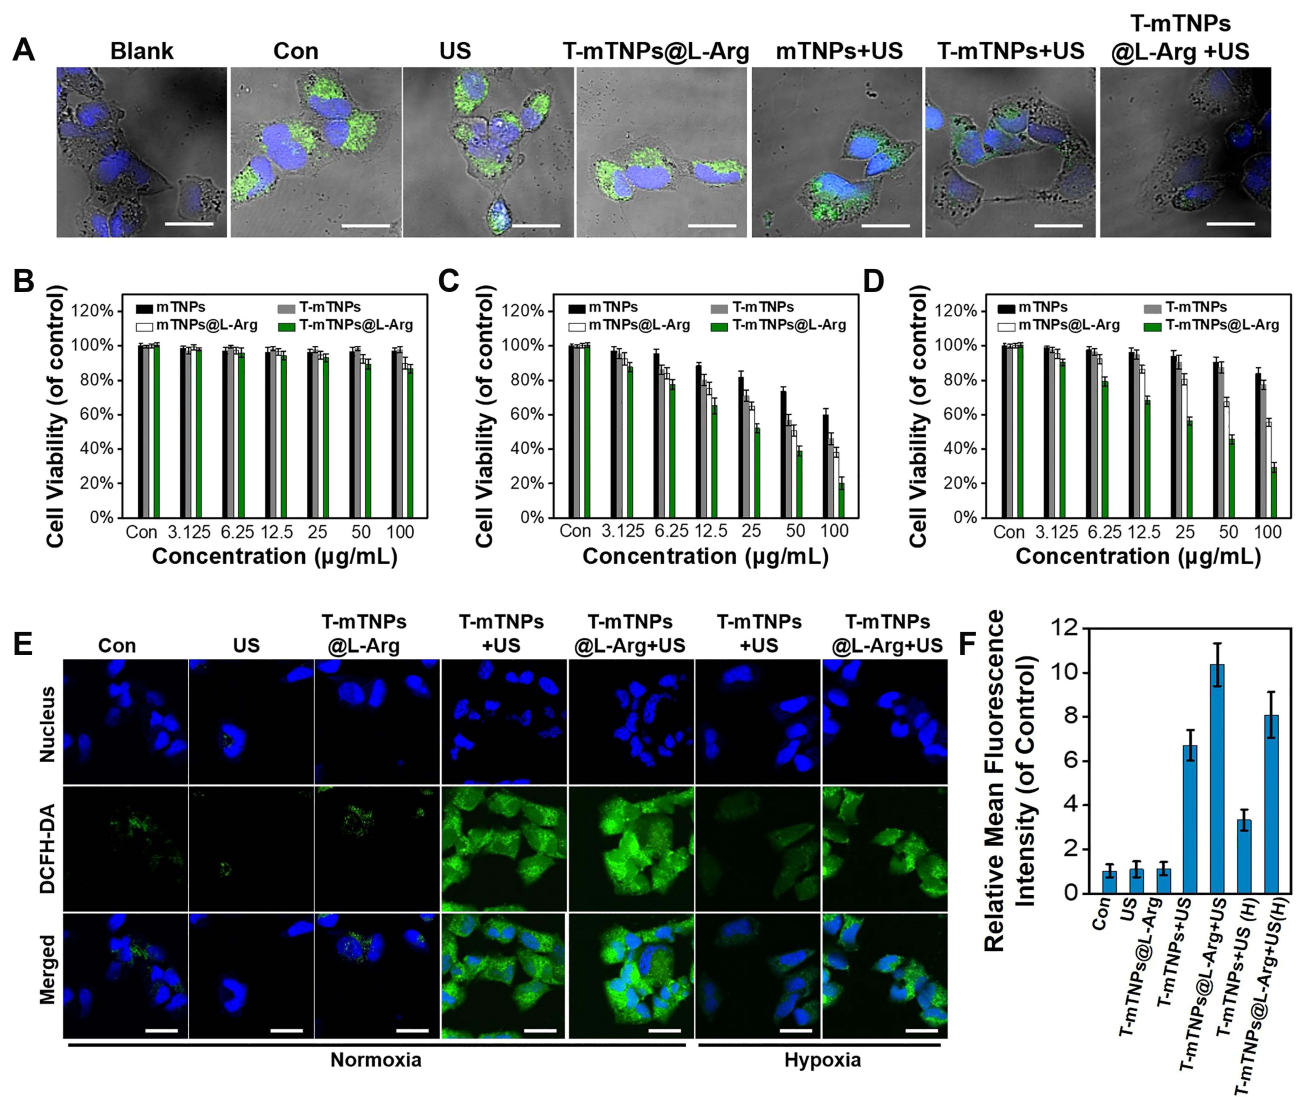 A
Blank
Con
US
T-mTNPs@L-Arg
mTNPs+US
T-mTNPs+US
T-mTNPs
@L-Arg +US
B
Cell Viability (of control)
120%
100%
80%
60%
40%
20%
0%
mTNPs
T-mTNPs
mTNPs@L-Arg
T-mTNPs@L-Arg
Con 3.125 6.25 12.5 25 50 100
Concentration (µg/mL)
C
Cell Viability (of control)
120%
100%
80%
60%
40%
20%
0%
mTNPs
T-mTNPs
mTNPs@L-Arg
T-mTNPs@L-Arg
Con 3.125 6.25 12.5 25 50 100
Concentration (µg/mL)
D
Cell Viability (of control)
120%
100%
80%
60%
40%
20%
0%
mTNPs
T-mTNPs
mTNPs@L-Arg
T-mTNPs@L-Arg
Con 3.125 6.25 12.5 25 50 100
Concentration (µg/mL)
E
Con
US
T-mTNPs
@L-Arg
T-mTNPs
+US
T-mTNPs
@L-Arg+US
T-mTNPs
+US
T-mTNPs
@L-Arg+US
Nucleus
DCFH-DA
Merged
Normoxia
Hypoxia
F
Relative Mean Fluorescence
Intensity (of Control)
12
10
8
6
4
2
0
Con
US
T-mTNPs@L-Arg
T-mTNPs+US
T-mTNPs@L-Arg+US
T-mTNPs+US (H)
T-mTNPs@L-Arg+US(H)